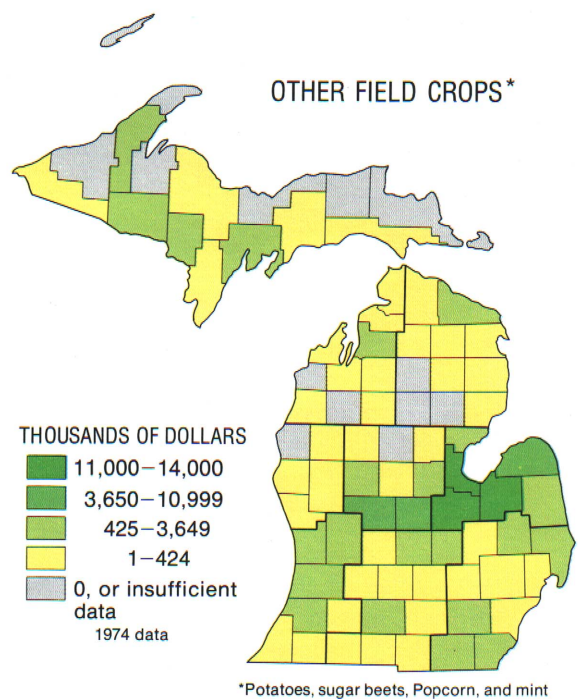 OTHER FIELD CROPS*
THOUSANDS OF DOLLARS
11,000–14,000
3,650–10,999
425–3,649
1–424
0, or insufficient
data
1974 data
*Potatoes, sugar beets, Popcorn, and mint